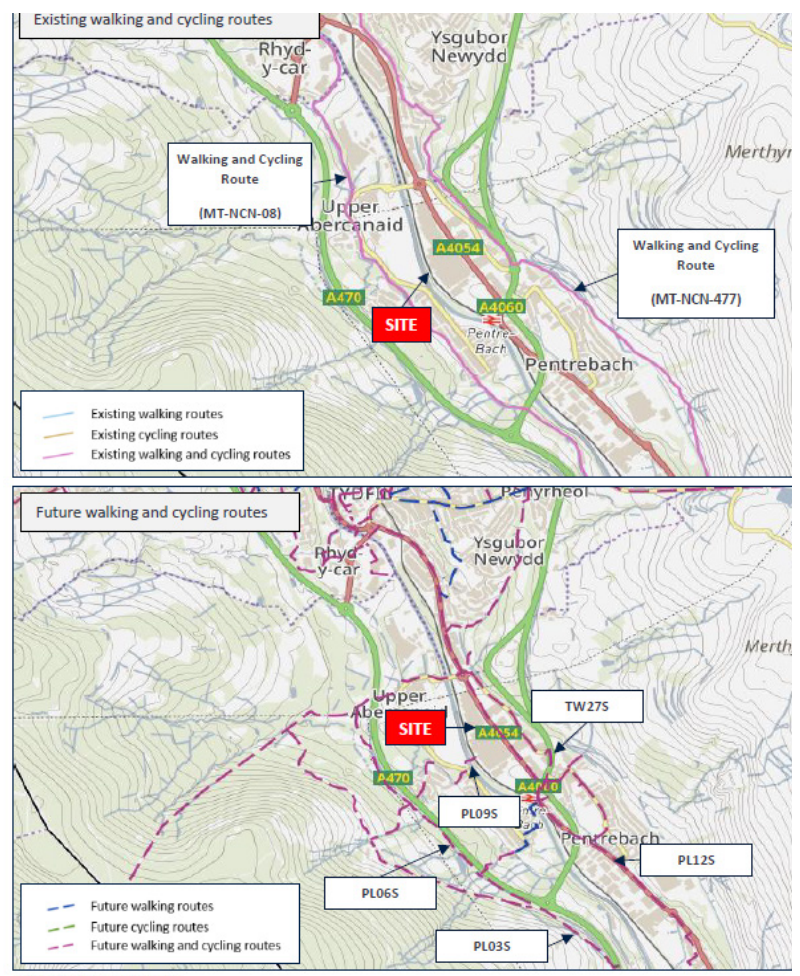 Existing walking and cycling routes
Rhyd-
y-car
Ysgubor
Newydd
Merthyr
Walking and Cycling
Route
(MT-NCN-08)
Upper
Abercanaid
A4054
Walking and Cycling
Route
(MT-NCN-477)
A470
A4060
SITE
Pentre-
Bach
Pentrebach
Existing walking routes
Existing cycling routes
Existing walking and cycling routes
Future walking and cycling routes
TYDFIL
Penyrheol
Rhyd-
y-car
Ysgubor
Newydd
Merthy
Upper
TW27S
SITE
A4054
A470
PL09S
Bach
Pentrebach
PL12S
PL06S
Future walking routes
Future cycling routes
Future walking and cycling routes
PL03S